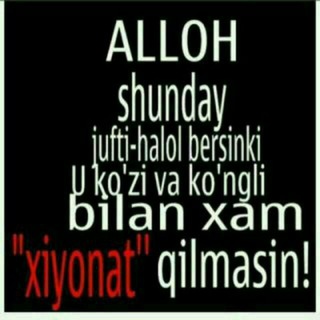 ALLOH
shunday
jufti-halol bersinki
U ko'zi va ko'ngli
bilan xam
"xiyonat" qilmasin!